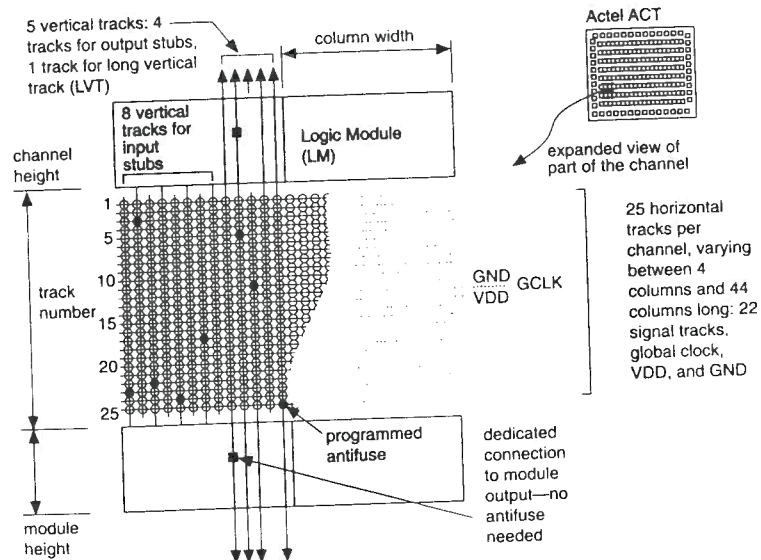 5 vertical tracks: 4
tracks for output stubs,
1 track for long vertical
track (LVT)
column width
Actel ACT
8 vertical
tracks for
input
stubs
Logic Module
(LM)
expanded view of
part of the channel
channel
height
track
number
1
5
10
15
20
25
GND
VDD
GCLK
25 horizontal
tracks per
channel, varying
between 4
columns and 44
columns long: 22
signal tracks,
global clock,
VDD, and GND
programmed
antifuse
dedicated
connection
to module
output—no
antifuse
needed
module
height